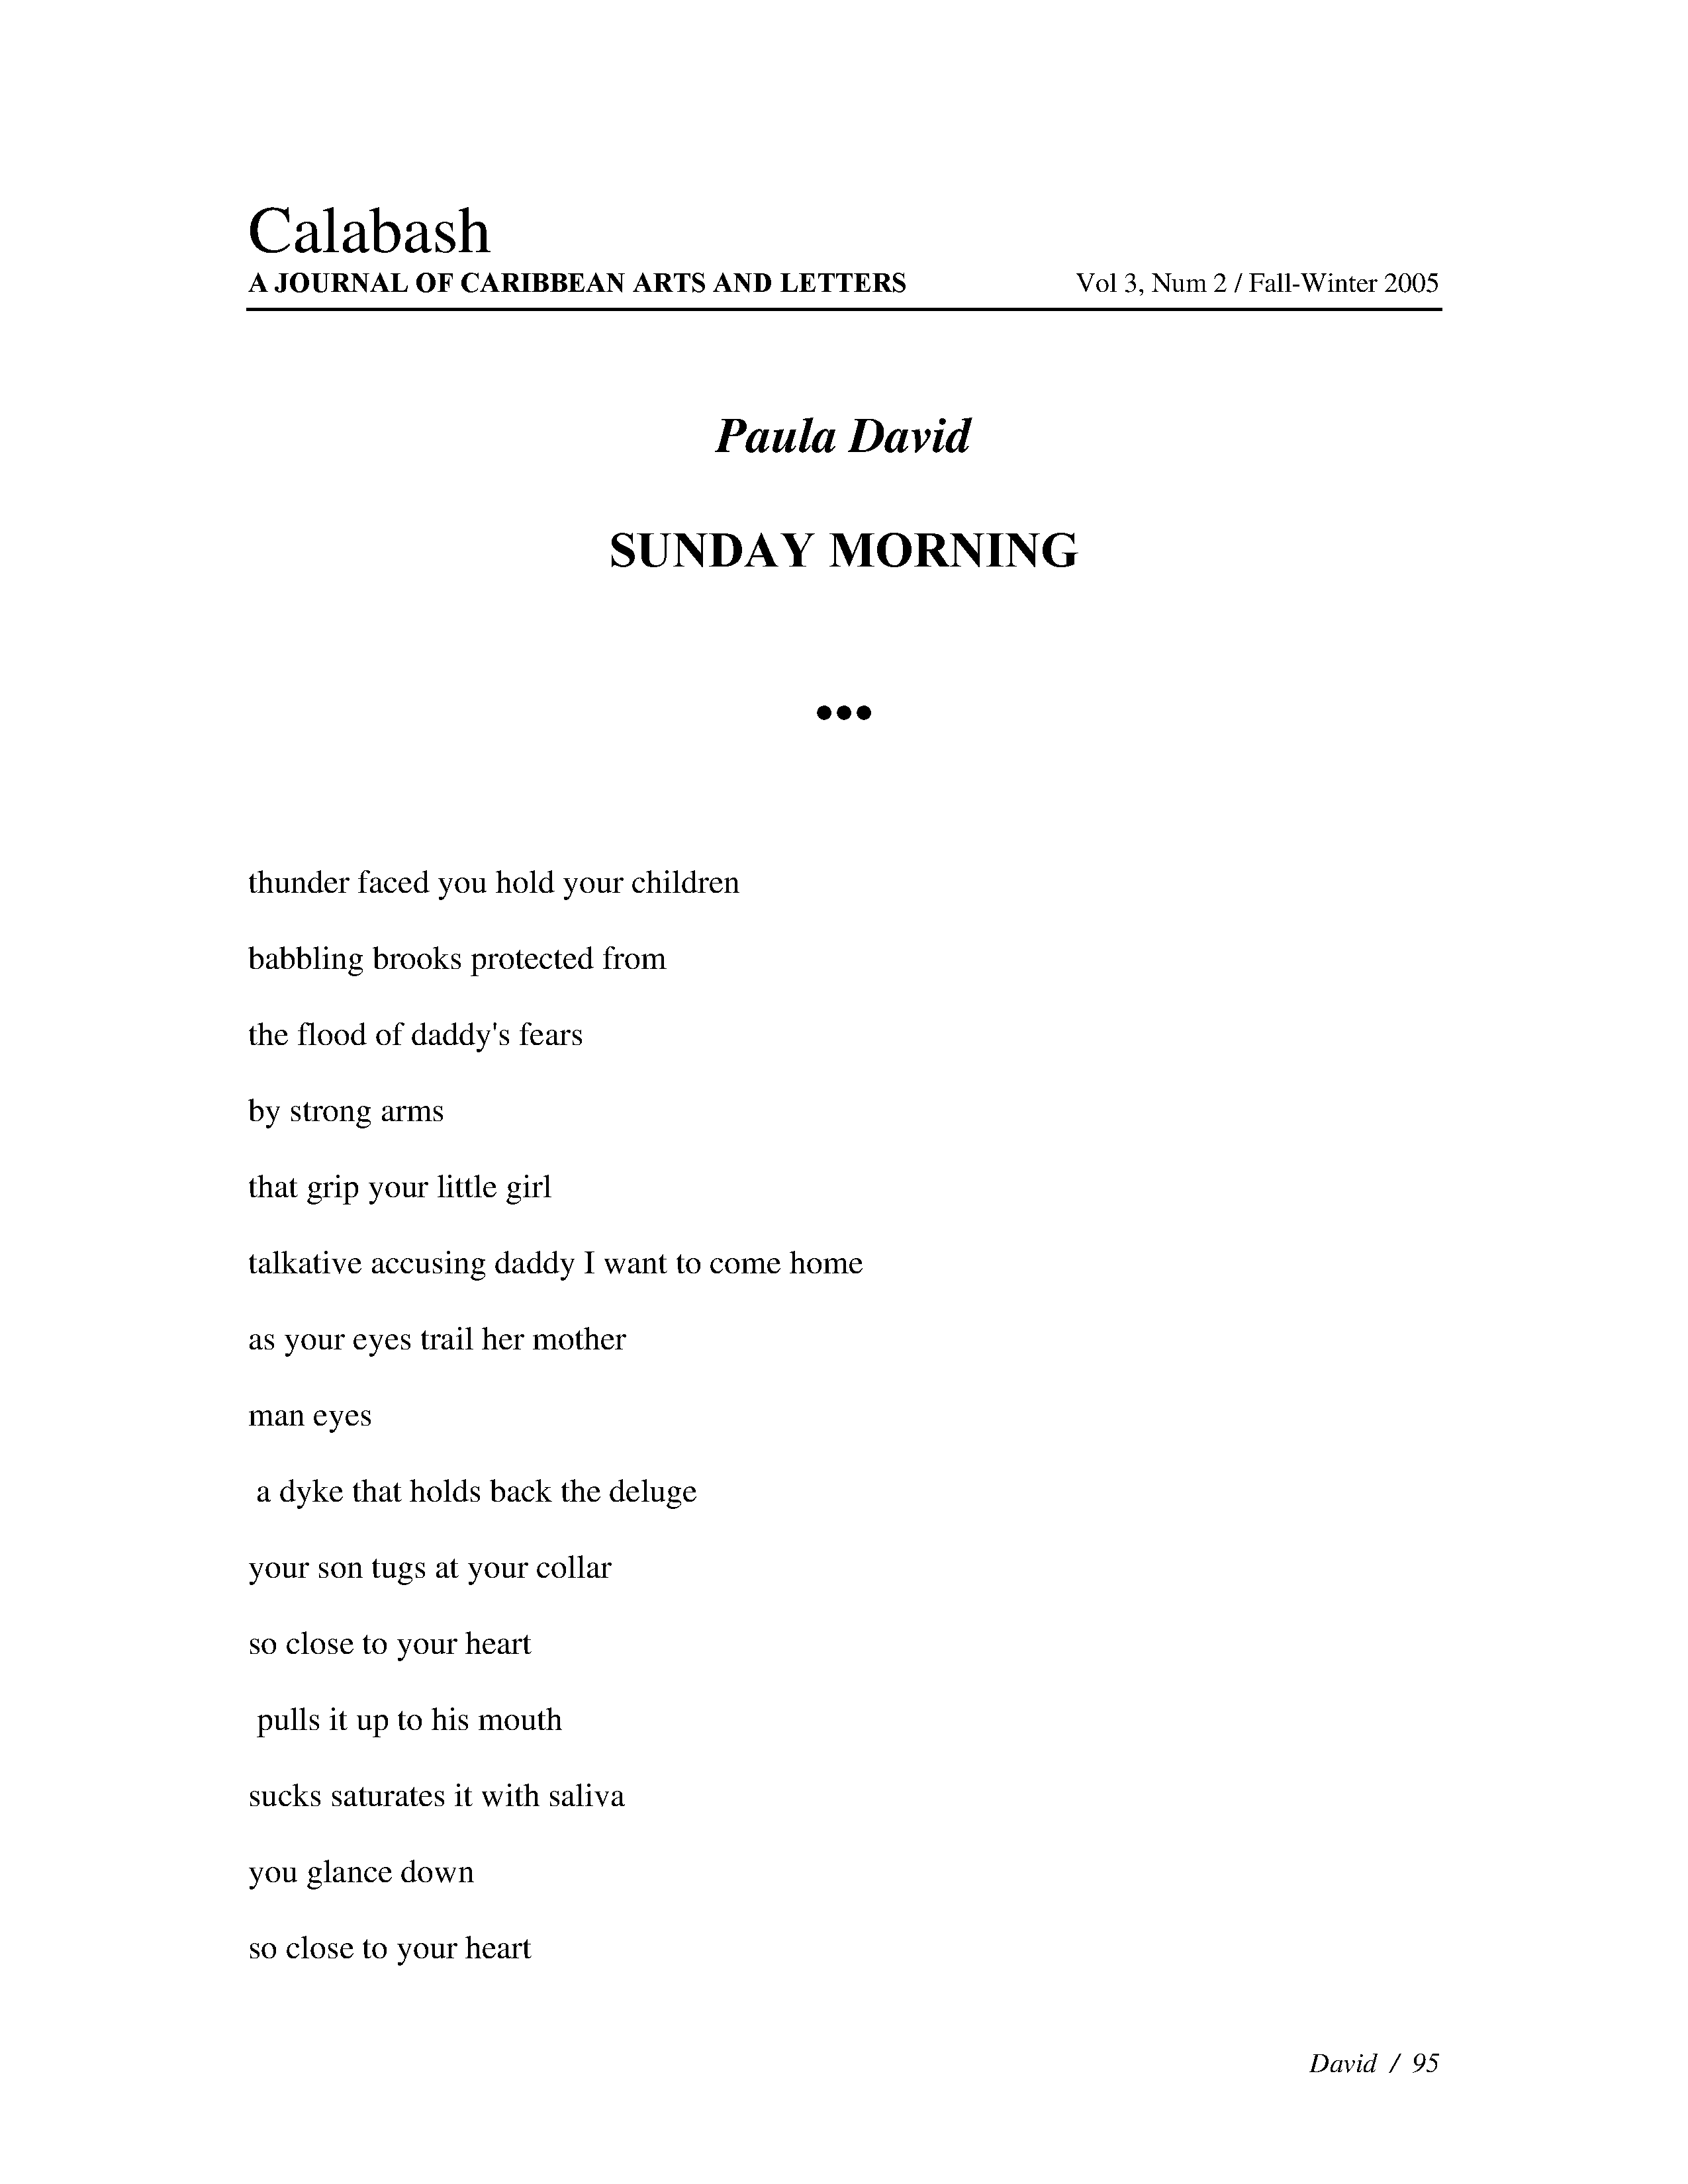 Calabash
A JOURNAL OF CARIBBEAN ARTS AND LETTERS Vol 3, Num 2 / Fall-Winter 2005
Paula David
SUNDAY MORNING
•••
thunder faced you hold your children
babbling brooks protected from
the flood of daddy's fears
by strong arms
that grip your little girl
talkative accusing daddy I want to come home
as your eyes trail her mother
man eyes
a dyke that holds back the deluge
your son tugs at your collar
so close to your heart
pulls it up to his mouth
sucks saturates it with saliva
you glance down
so close to your heart
David / 95